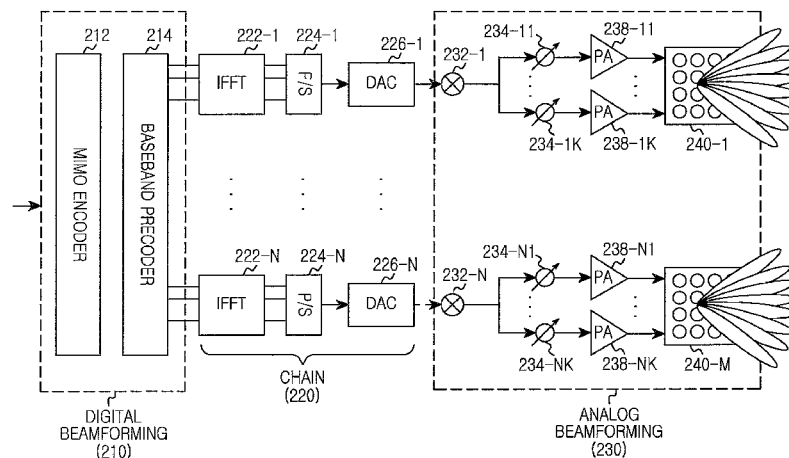 212
214
222-1
224-1
226-1
232-1
234-11
238-11
MIMO ENCODER
BASEBAND PRECODER
IFFT
P/S
DAC
PA
PA
234-1K
238-1K
240-1
222-N
224-N
226-N
232-N
234-N1
238-N1
IFFT
P/S
DAC
PA
PA
234-NK
238-NK
240-M
CHAIN
(220)
DIGITAL
BEAMFORMING
(210)
ANALOG
BEAMFORMING
(230)